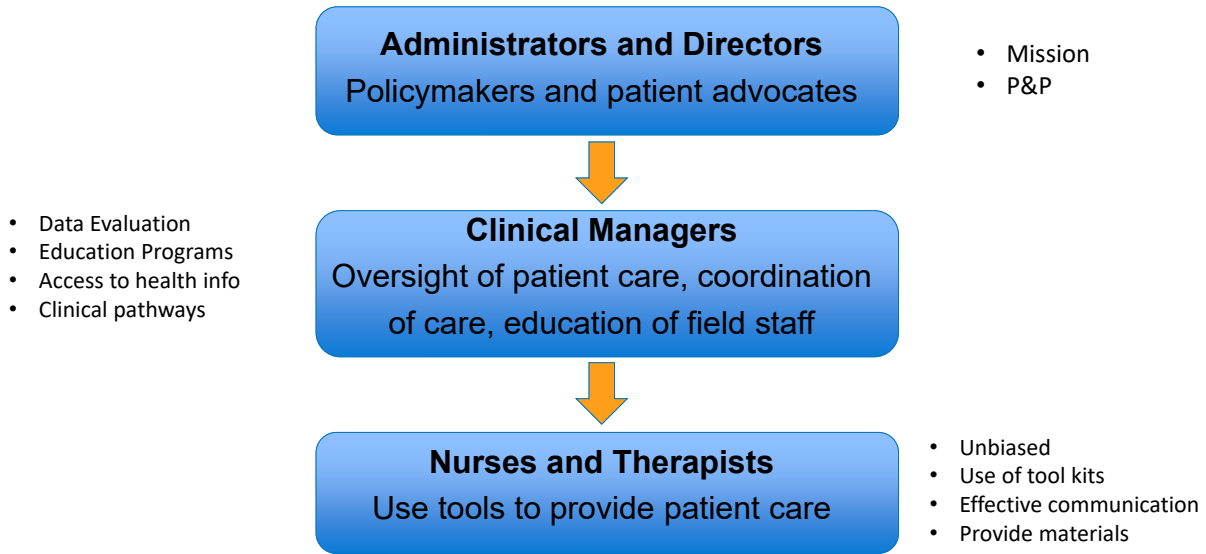 Administrators and Directors
Policymakers and patient advocates
• Mission
• P&P
• Data Evaluation
• Education Programs
• Access to health info
• Clinical pathways
Clinical Managers
Oversight of patient care, coordination
of care, education of field staff
Nurses and Therapists
Use tools to provide patient care
• Unbiased
• Use of tool kits
• Effective communication
• Provide materials